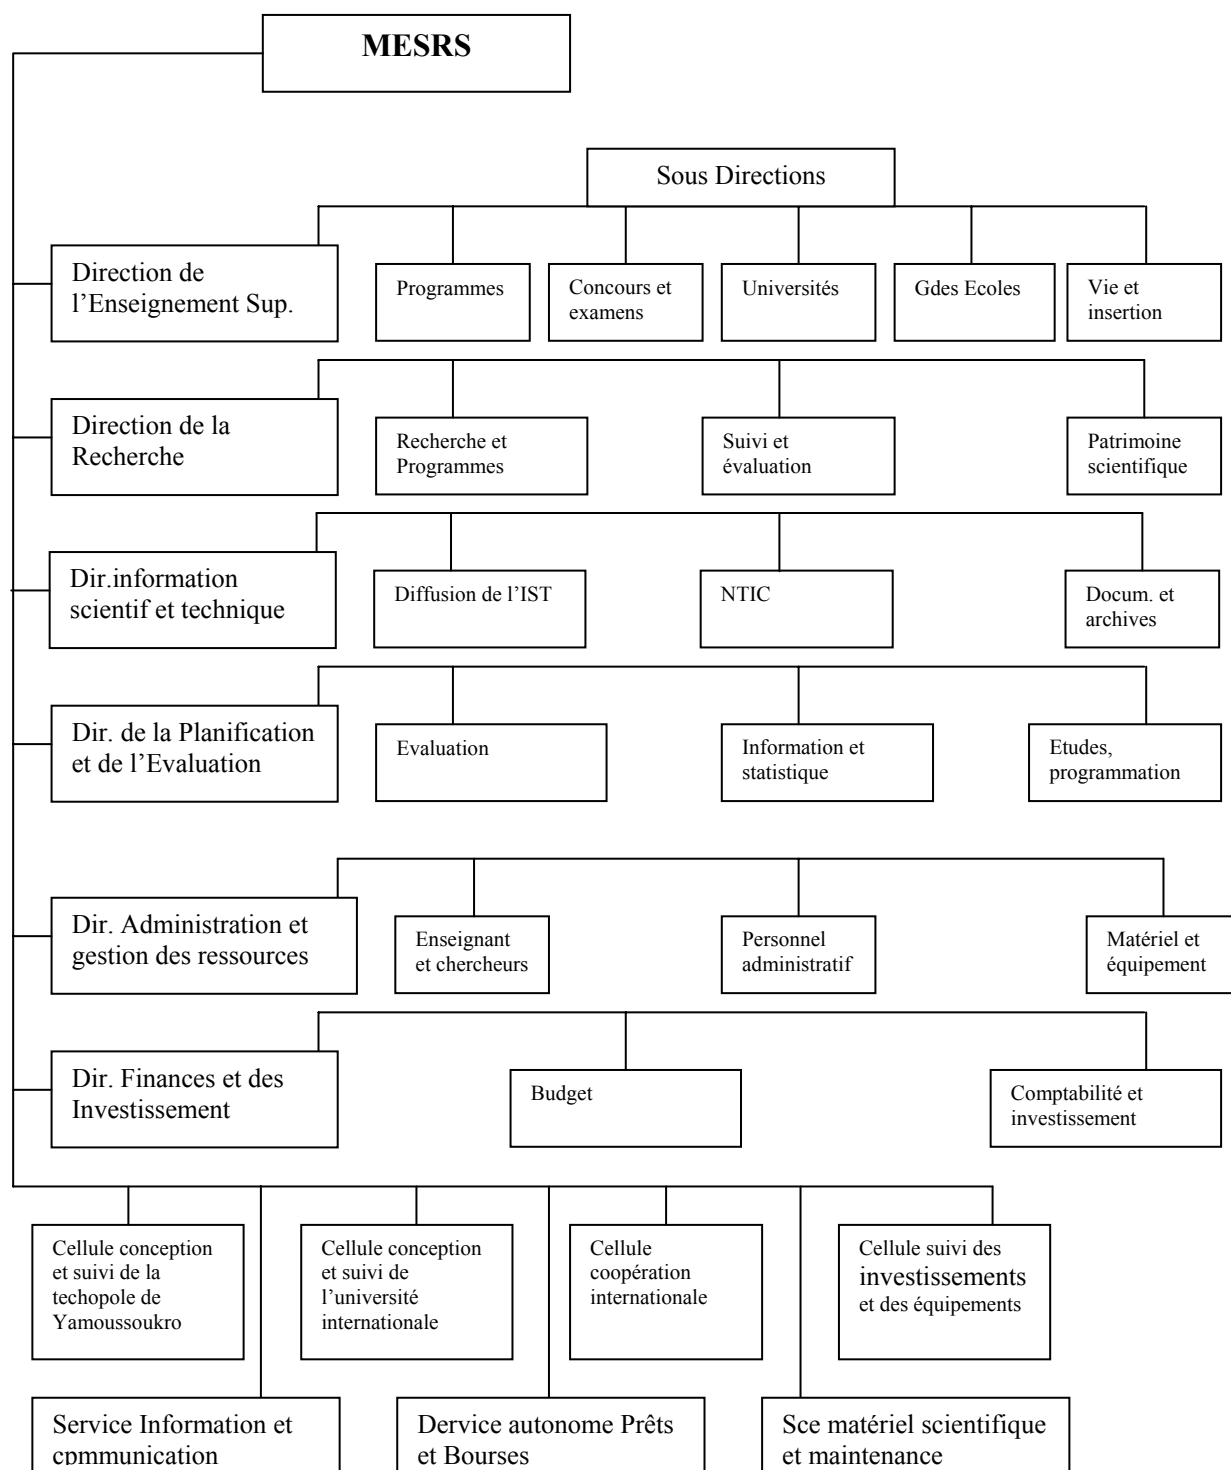 MESRS
Sous Directions
Direction de
l’Enseignement Sup.
Programmes
Concours et
examens
Universités
Gdes Ecoles
Vie et
insertion
Direction de la
Recherche
Recherche et
Programmes
Suivi et
évaluation
Patrimoine
scientifique
Dir.information
scientif et technique
Diffusion de l’IST
NTIC
Docum. et
archives
Dir. de la Planification
et de l’Evaluation
Evaluation
Information et
statistique
Etudes,
programmation
Dir. Administration et
gestion des ressources
Enseignant
et chercheurs
Personnel
administratif
Matériel et
équipement
Dir. Finances et des
Investissement
Budget
Comptabilité et
investissement
Cellule conception
et suivi de la
techopole de
Yamoussoukro
Cellule conception
et suivi de
l’université
internationale
Cellule
coopération
internationale
Cellule suivi des
investissements
et des équipements
Service Information et
cpmmunication
Dervice autonome Prêts
et Bourses
Sce matériel scientifique
et maintenance